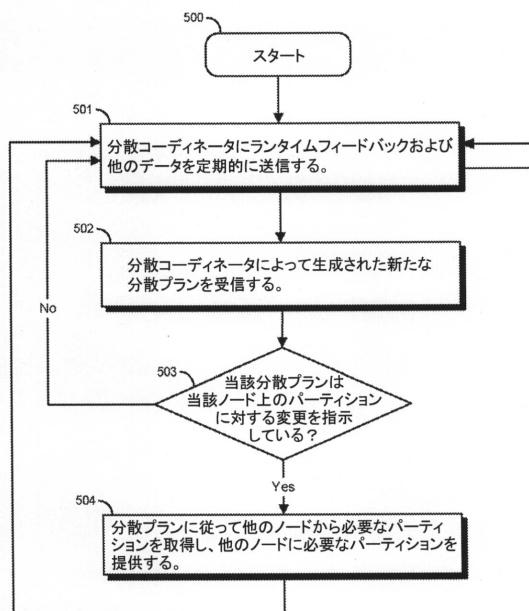 500
スタート
501
分散コーディネータにランタイムフィードバックおよび
他のデータを定期的に送信する。
502
分散コーディネータによって生成された新たな
分散プランを受信する。
No
503
当該分散プランは
当該ノード上のパーティション
に対する変更を指示
している？
Yes
504
分散プランに従って他のノードから必要なパーティ
ションを取得し、他のノードに必要なパーティションを
提供する。